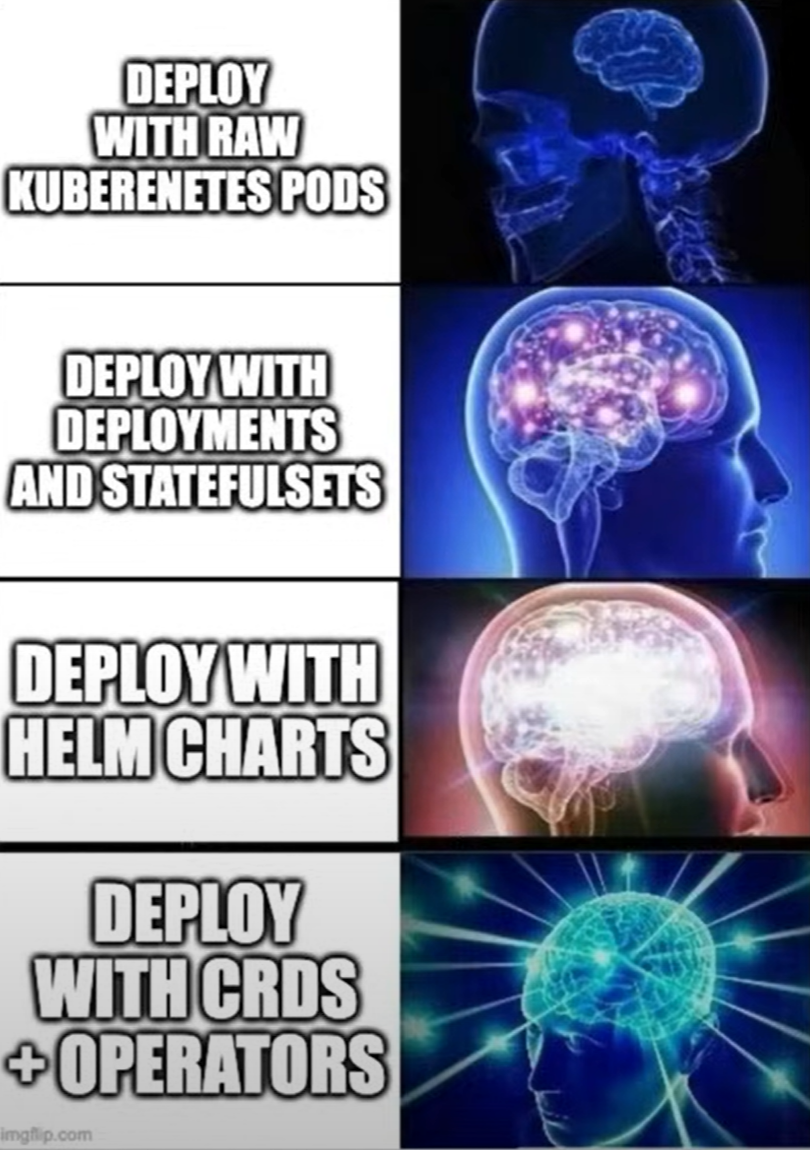 DEPLOY
WITH RAW
KUBERENETES PODS
DEPLOY WITH
DEPLOYMENTS
AND STATEFULSETS
DEPLOY WITH
HELM CHARTS
DEPLOY
WITH CRDS
+ OPERATORS
imgflip.com